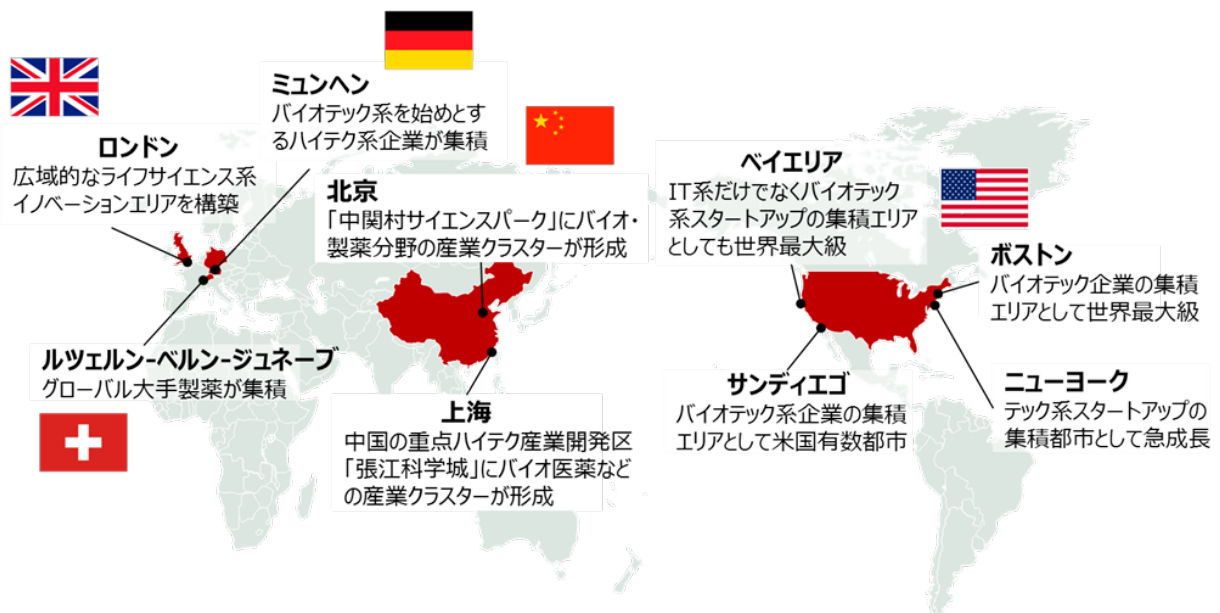 ミュンヘン
バイオテック系を始めとす
るハイテク系企業が集積
ロンドン
広域的なライフサイエンス系
イノベーションエリアを構築
北京
「中関村サイエンスパーク」にバイオ・
製薬分野の産業クラスターが形成
ベイエリア
IT系だけでなくバイオテック
系スタートアップの集積エリア
としても世界最大級
ボストン
バイオテック企業の集積
エリアとして世界最大級
ルツェルン-ベルン-ジュネーブ
グローバル大手製薬が集積
上海
中国の重点ハイテク産業開発区
「張江科学城」にバイオ医薬など
の産業クラスターが形成
サンディエゴ
バイオテック系企業の集積
エリアとして米国有数都市
ニューヨーク
テック系スタートアップの
集積都市として急成長